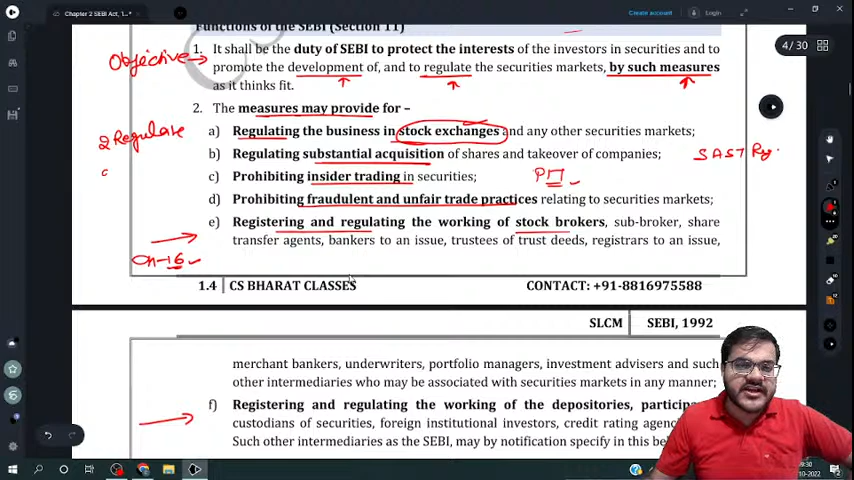 Chapter 2 SEBI Act, 1...
Create account
Login
4 / 30
Functions of the SEBI (Section 11)
Objective
1. It shall be the duty of SEBI to protect the interests of the investors in securities and to
promote the development of, and to regulate the securities markets, by such measures
as it thinks fit.
2. The measures may provide for –
2 Regulate
a) Regulating the business in stock exchanges and any other securities markets;
b) Regulating substantial acquisition of shares and takeover of companies;
SAST Reg.
c) Prohibiting insider trading in securities;
PIT
d) Prohibiting fraudulent and unfair trade practices relating to securities markets;
e) Registering and regulating the working of stock brokers, sub-broker, share
transfer agents, bankers to an issue, trustees of trust deeds, registrars to an issue,
Ch-16
1.4 CS BHARAT CLASSES CONTACT: +91-8816975588
SLCM SEBI, 1992
merchant bankers, underwriters, portfolio managers, investment advisers and such
other intermediaries who may be associated with securities markets in any manner;
f) Registering and regulating the working of the depositories,
custodians of securities, foreign institutional investors, credit rating
Such other intermediaries as the SEBI, may by notification specify in this